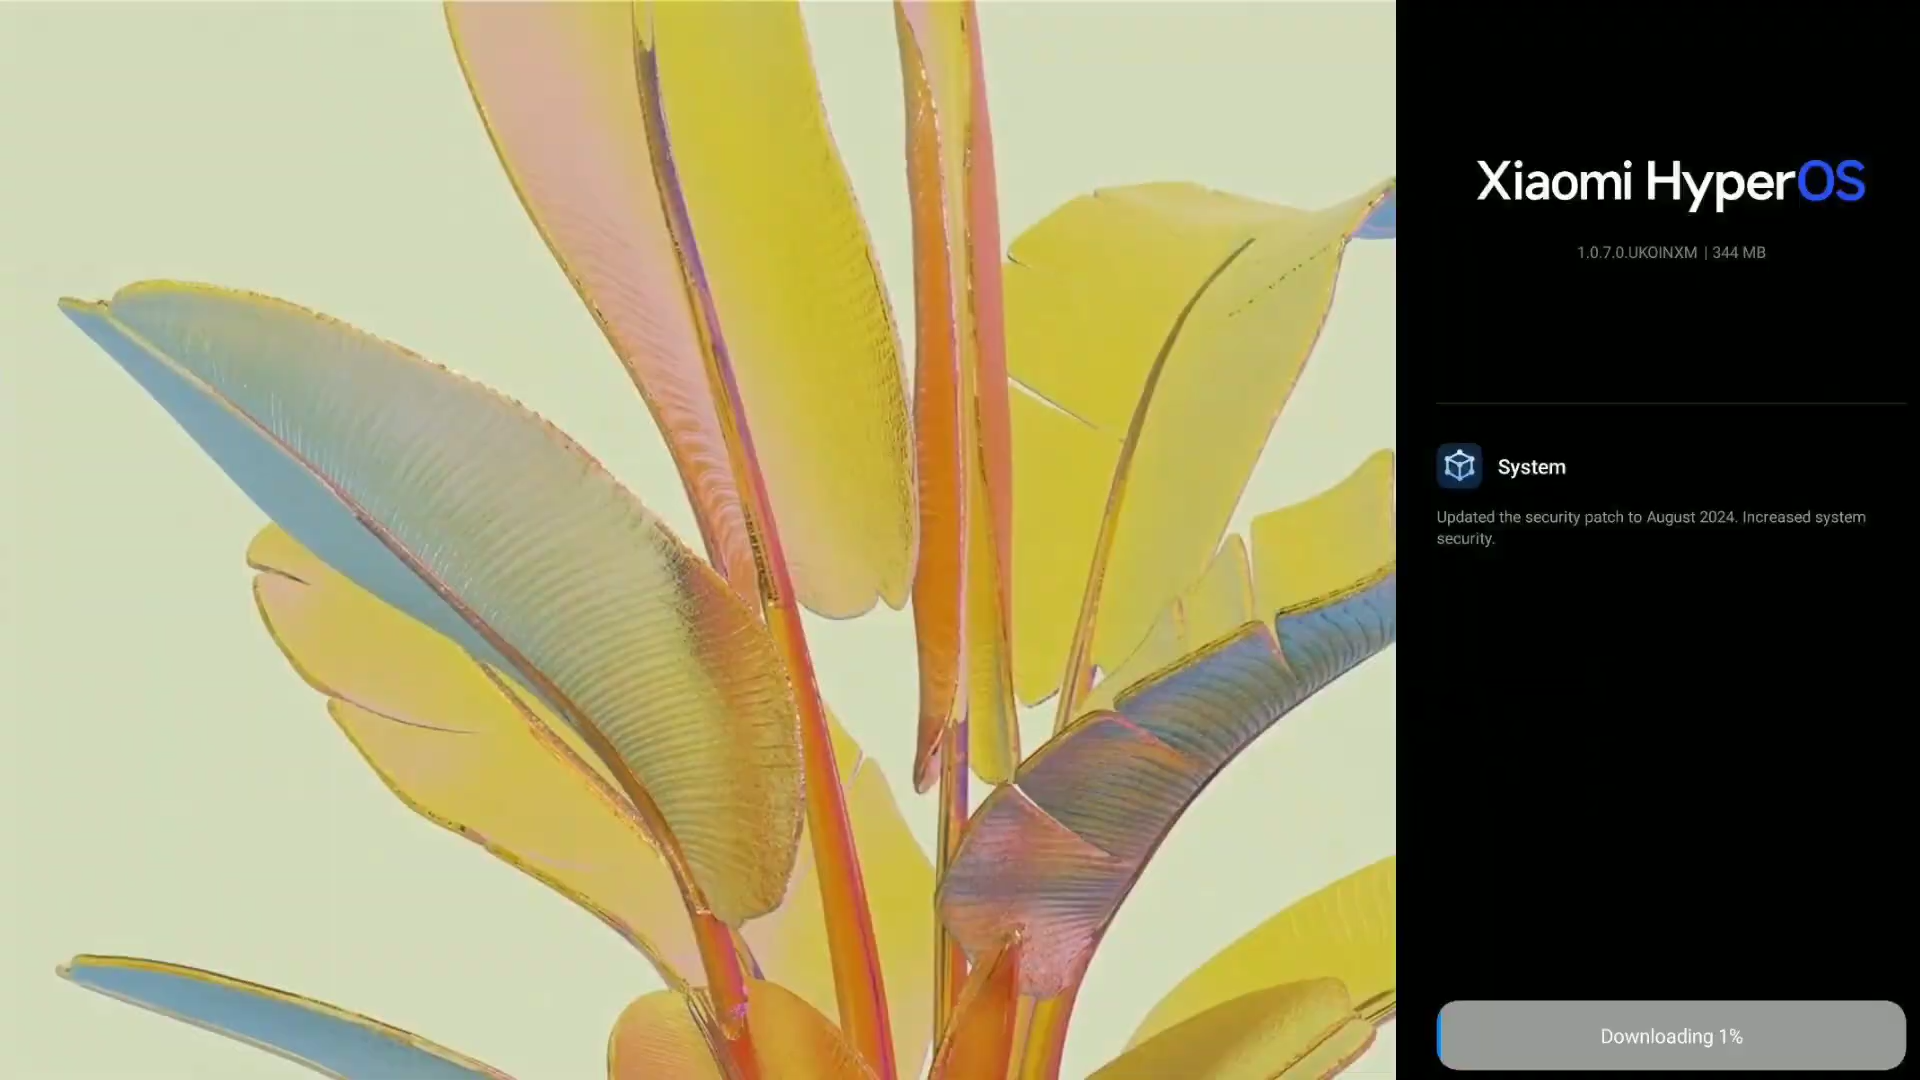 Xiaomi HyperOS
1.0.7.0.UKOINXM | 344 MB
System
Updated the security patch to August 2024. Increased system
security.
Downloading 1%